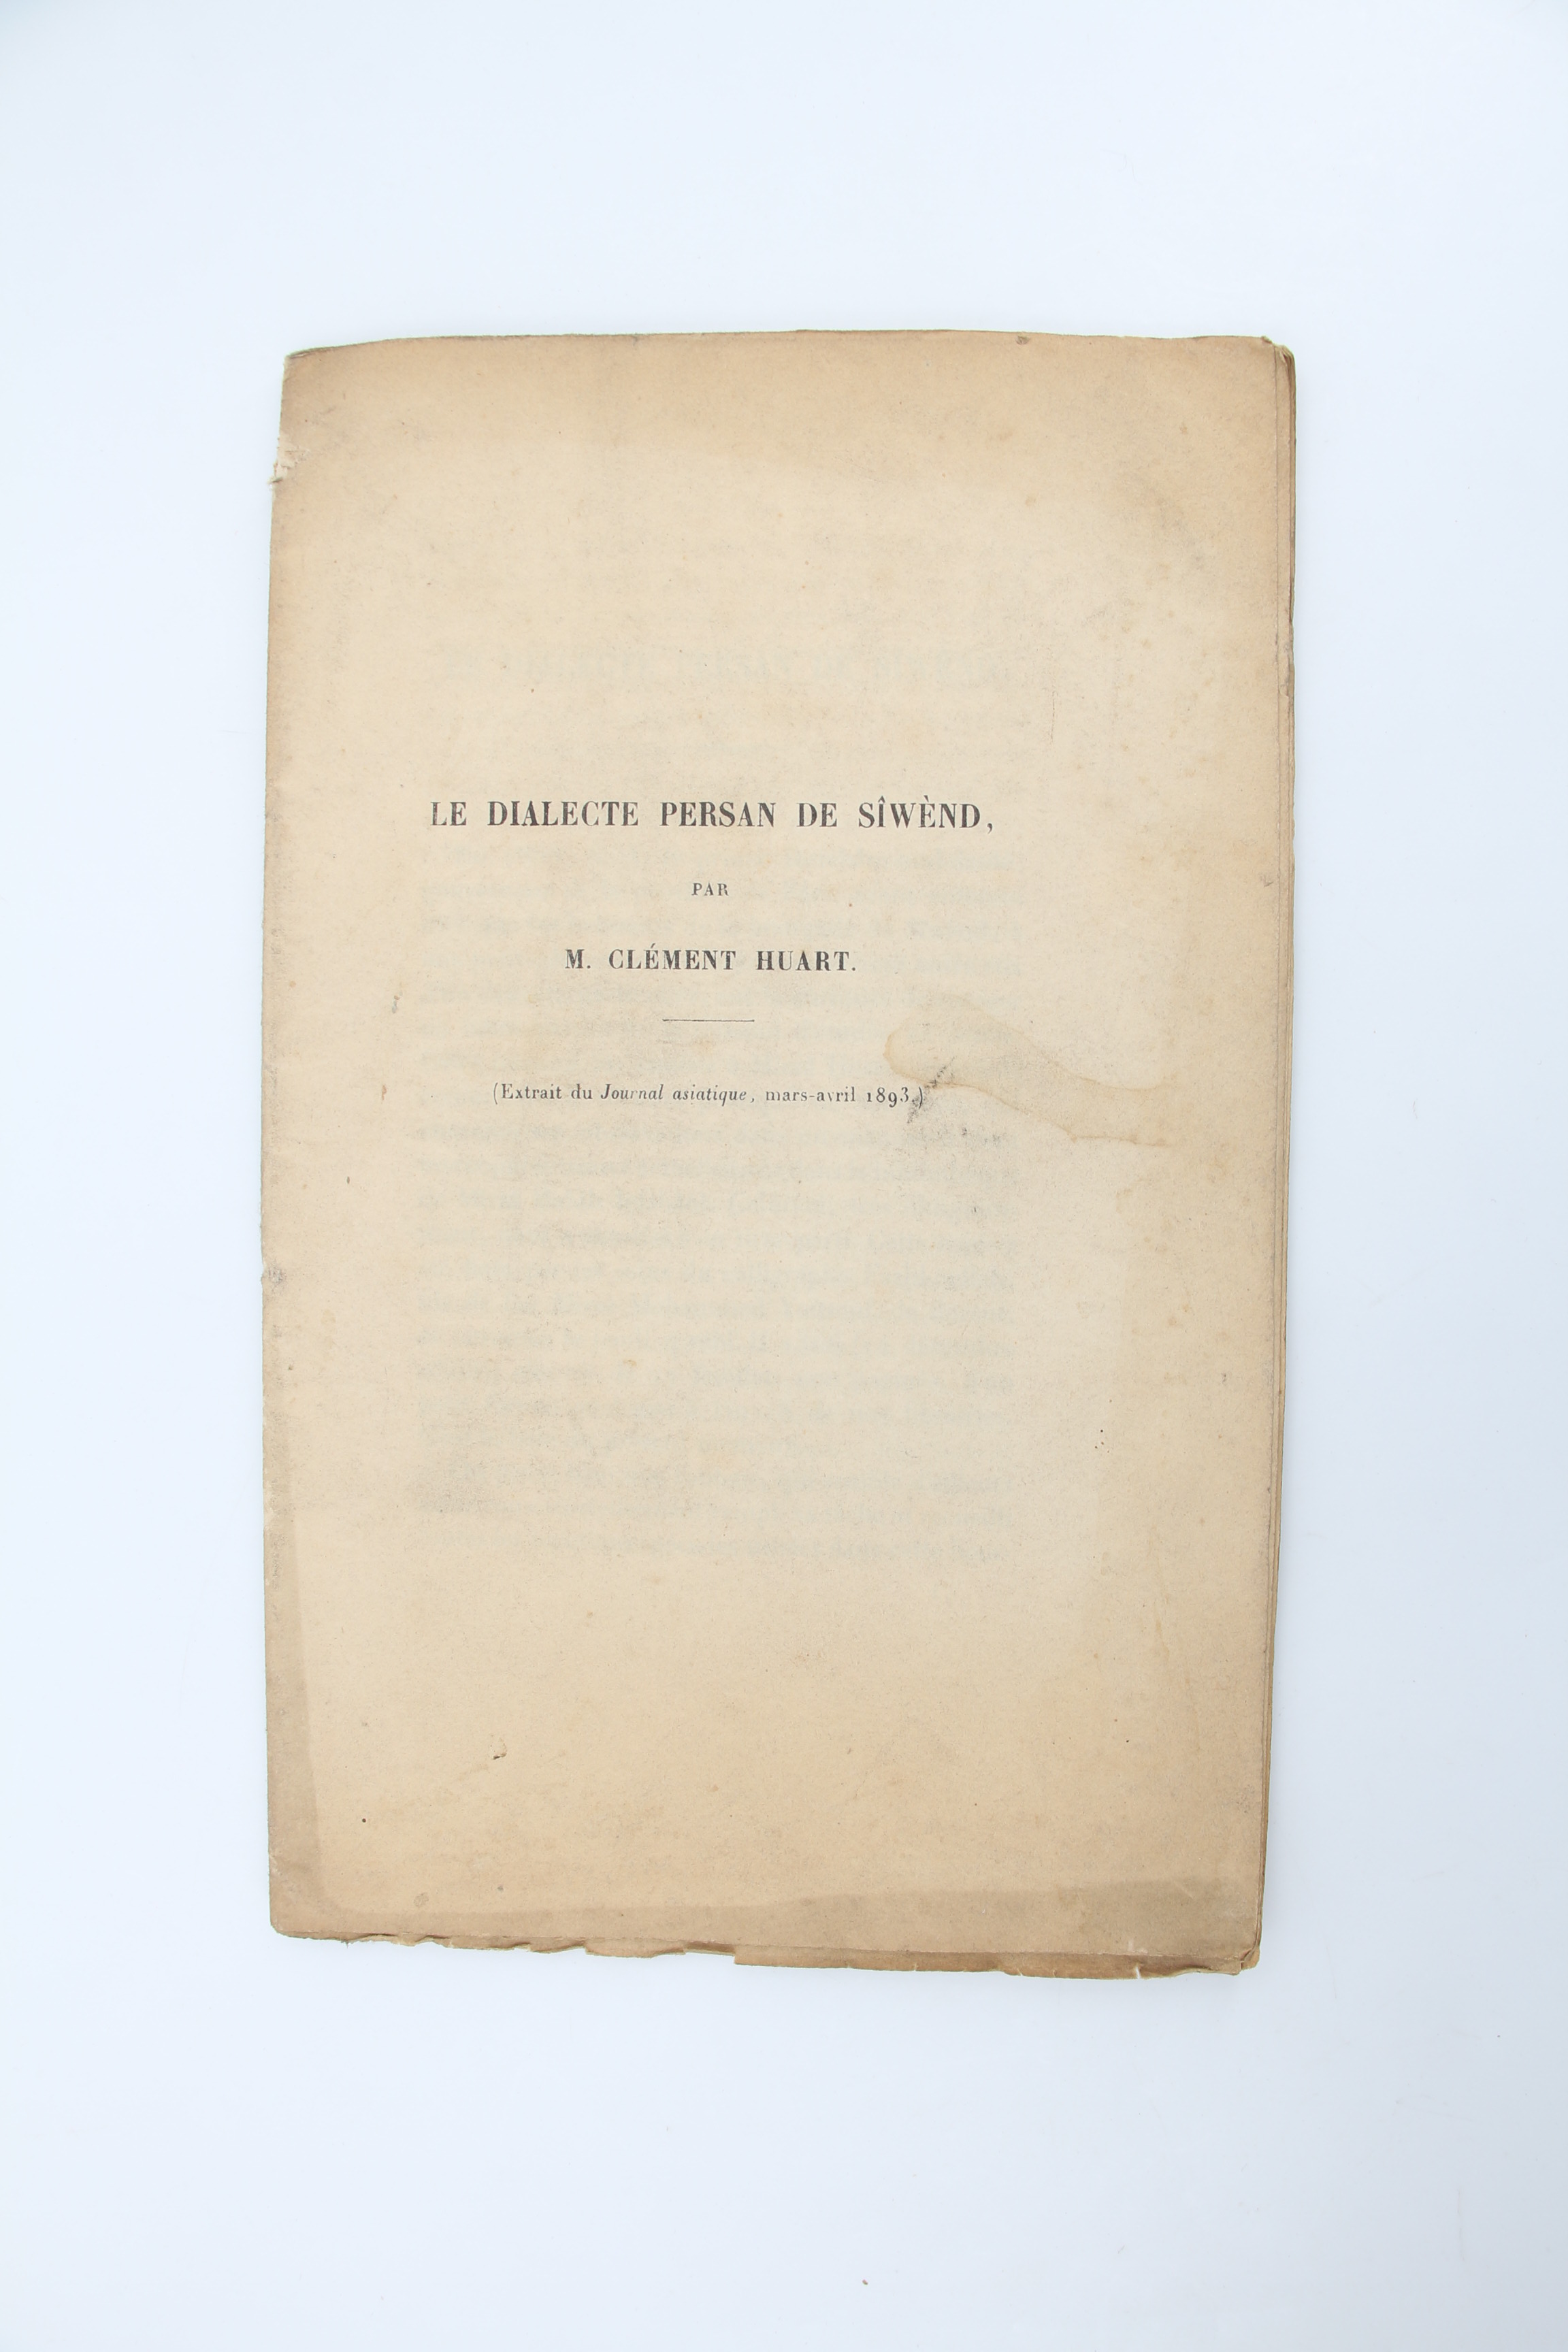 LE DIALECTE PERSAN DE SÎWÈND,
PAR
M. CLÉMENT HUART.
(Extrait du Journal asiatique, mars-avril 1893.)